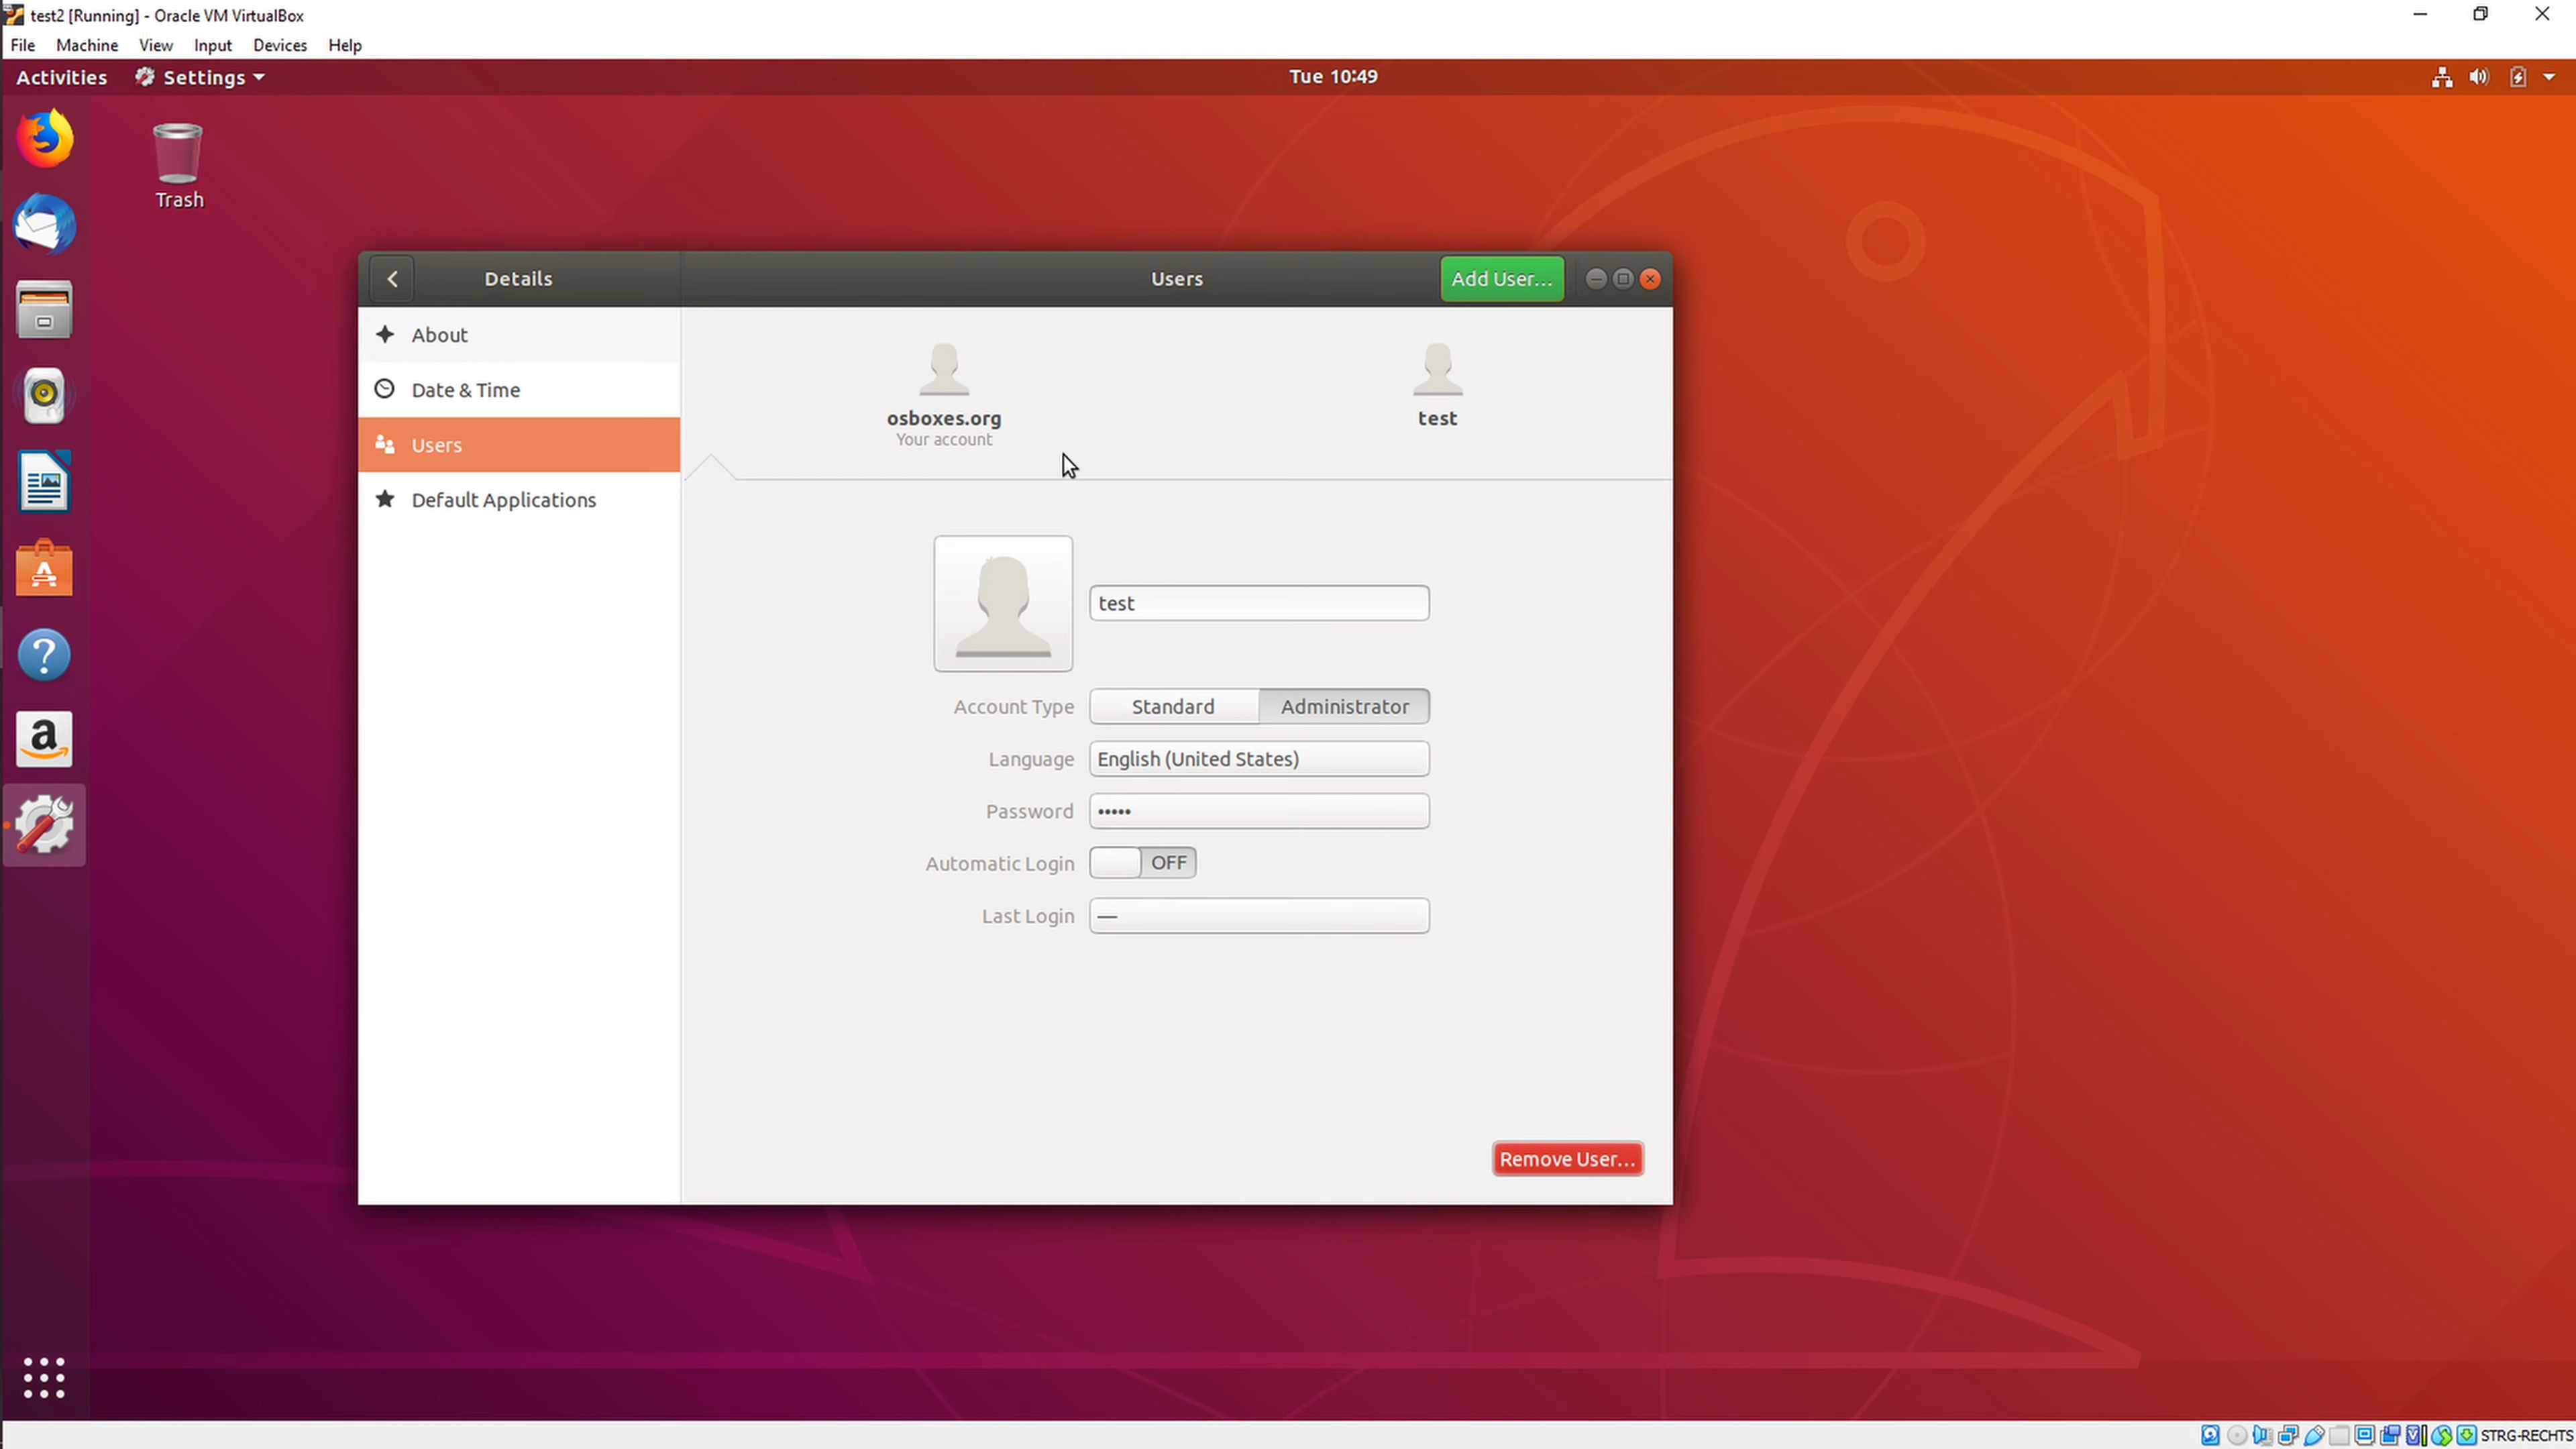 test2 [Running] - Oracle VM VirtualBox
File Machine View Input Devices Help
Activities Settings Tue 10:49
Trash
Details Users Add User...
About
Date & Time
Users
Default Applications
osboxes.org test
Your account
test
Account Type Standard Administrator
Language English (United States)
Password •••••
Automatic Login OFF
Last Login —
Remove User...
STRG-RECHTS